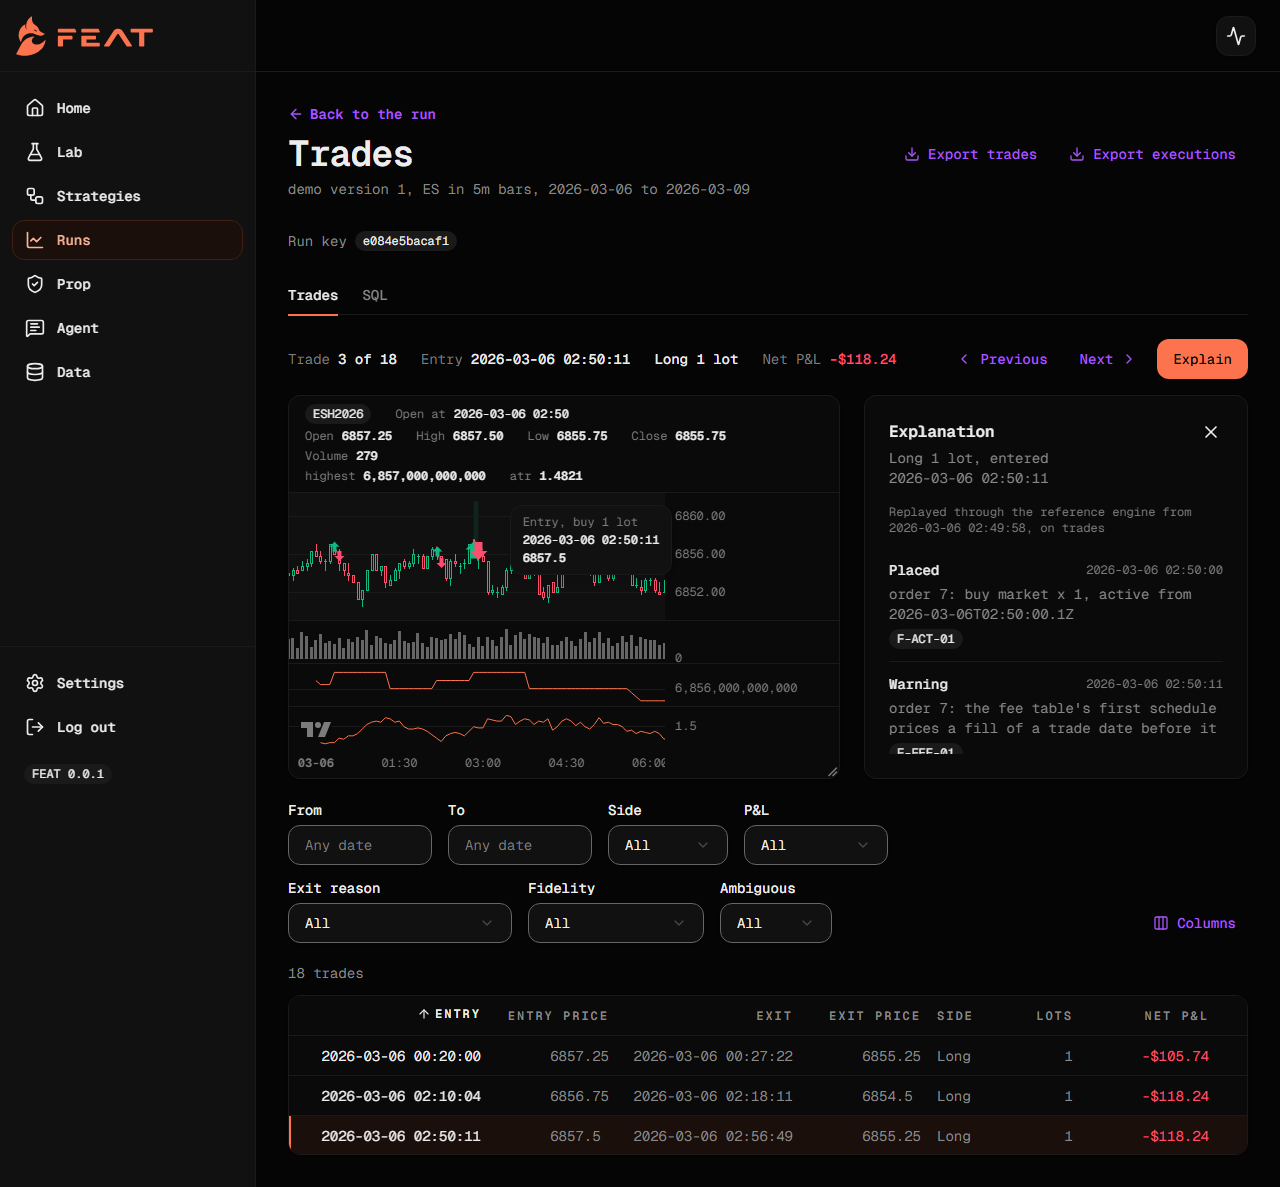 FEAT
Home
Lab
Strategies
Runs
Prop
Agent
Data
Settings
Log out
FEAT 0.0.1
Back to the run
Trades
Export trades
Export executions
demo version 1, ES in 5m bars, 2026-03-06 to 2026-03-09
Run key e084e5bacaf1
Trades SQL
Trade 3 of 18 Entry 2026-03-06 02:50:11 Long 1 lot Net P&L -$118.24
Previous Next Explain
ESH2026 Open at 2026-03-06 02:50
Open 6857.25 High 6857.50 Low 6855.75 Close 6855.75
Volume 279
highest 6,857,000,000,000 atr 1.4821
Entry, buy 1 lot
2026-03-06 02:50:11
6857.5
6860.00
6856.00
6852.00
0
6,856,000,000,000
1.5
03-06 01:30 03:00 04:30 06:00
Explanation
Long 1 lot, entered
2026-03-06 02:50:11
Replayed through the reference engine from
2026-03-06 02:49:58, on trades
Placed 2026-03-06 02:50:00
order 7: buy market x 1, active from
2026-03-06T02:50:00.1Z
F-ACT-01
Warning 2026-03-06 02:50:11
order 7: the fee table's first schedule
prices a fill of a trade date before it
F-FEE-01
From To Side P&L
Any date Any date All All
Exit reason Fidelity Ambiguous
All All All Columns
18 trades
ENTRY ENTRY PRICE EXIT EXIT PRICE SIDE LOTS NET P&L
2026-03-06 00:20:00 6857.25 2026-03-06 00:27:22 6855.25 Long 1 -$105.74
2026-03-06 02:10:04 6856.75 2026-03-06 02:18:11 6854.5 Long 1 -$118.24
2026-03-06 02:50:11 6857.5 2026-03-06 02:56:49 6855.25 Long 1 -$118.24